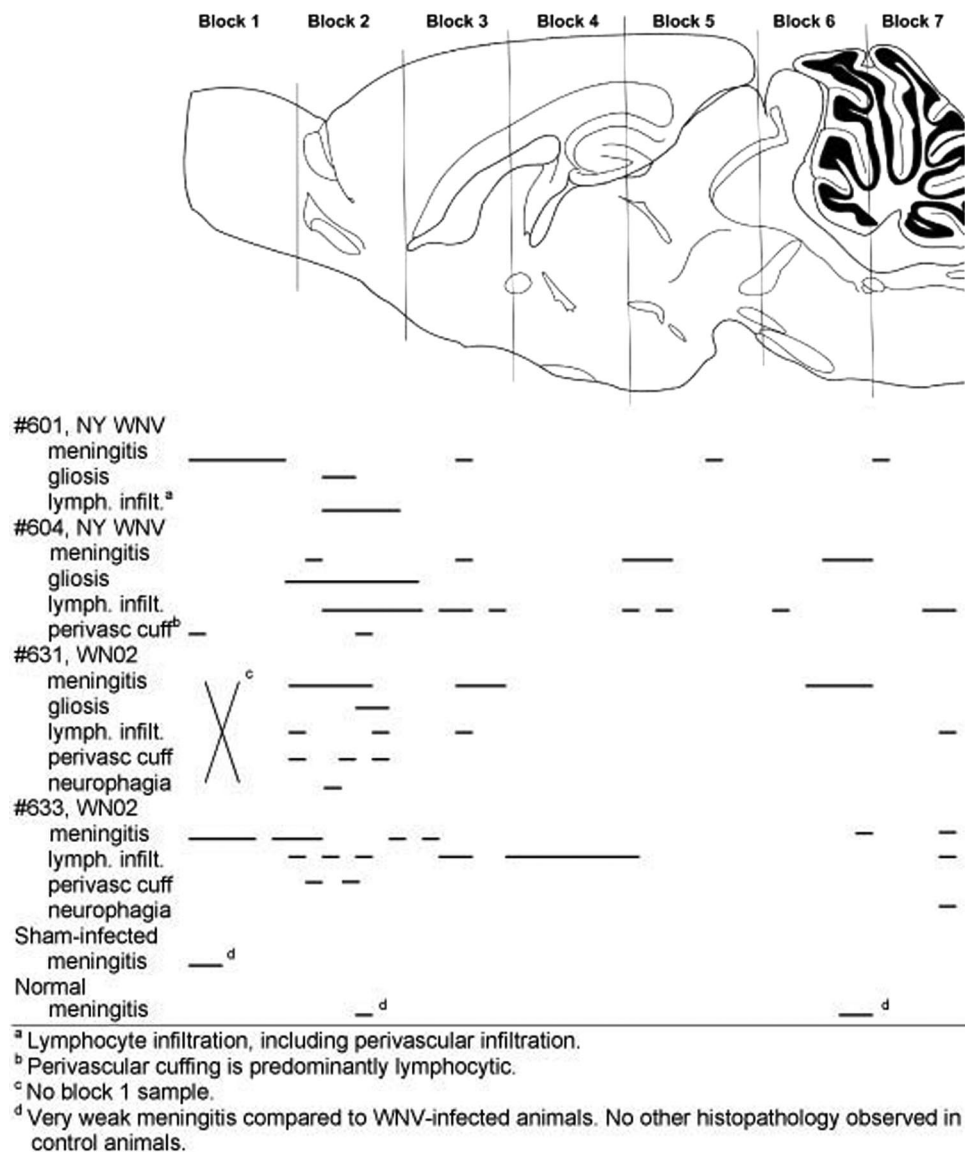 Block 1 Block 2 Block 3 Block 4 Block 5 Block 6 Block 7
#601, NY WNV
meningitis
gliosis
lymph. infilt.a
#604, NY WNV
meningitis
gliosis
lymph. infilt.
perivasc cuffb
#631, WN02
meningitis c
gliosis
lymph. infilt.
perivasc cuff
neurophagia
#633, WN02
meningitis
lymph. infilt.
perivasc cuff
neurophagia
Sham-infected
meningitis d
Normal
meningitis d d
a Lymphocyte infiltration, including perivascular infiltration.
b Perivascular cuffing is predominantly lymphocytic.
c No block 1 sample.
d Very weak meningitis compared to WNV-infected animals. No other histopathology observed in
control animals.